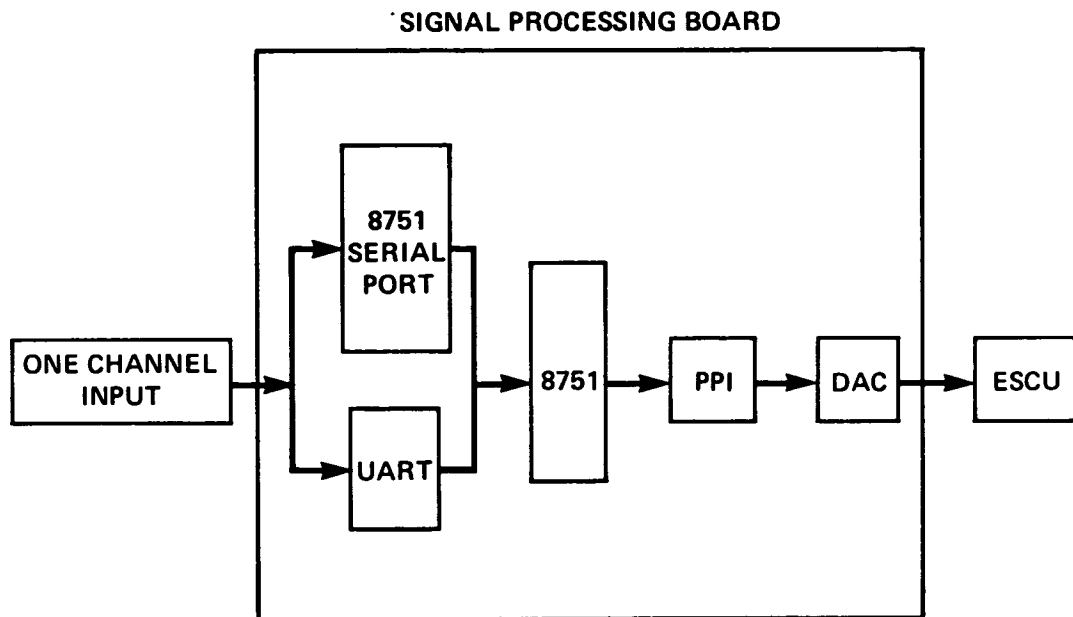 SIGNAL PROCESSING BOARD
8751
SERIAL
PORT
ONE CHANNEL
INPUT
8751
PPI
DAC
ESCU
UART